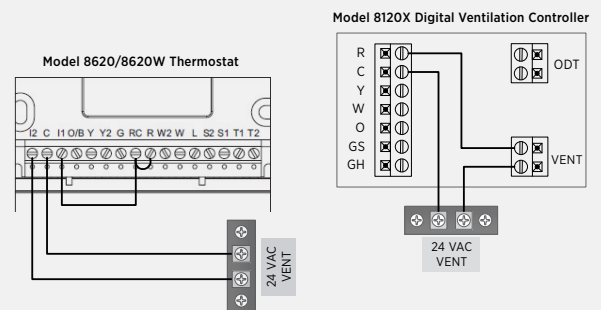 Model 8120X Digital Ventilation Controller
Model 8620/8620W Thermostat
I2 C I1 O/B Y Y2 G RC R W2 W L S2 S1 T1 T2
R
C
Y
W
O
GS
GH
ODT
VENT
24 VAC
VENT
24 VAC
VENT